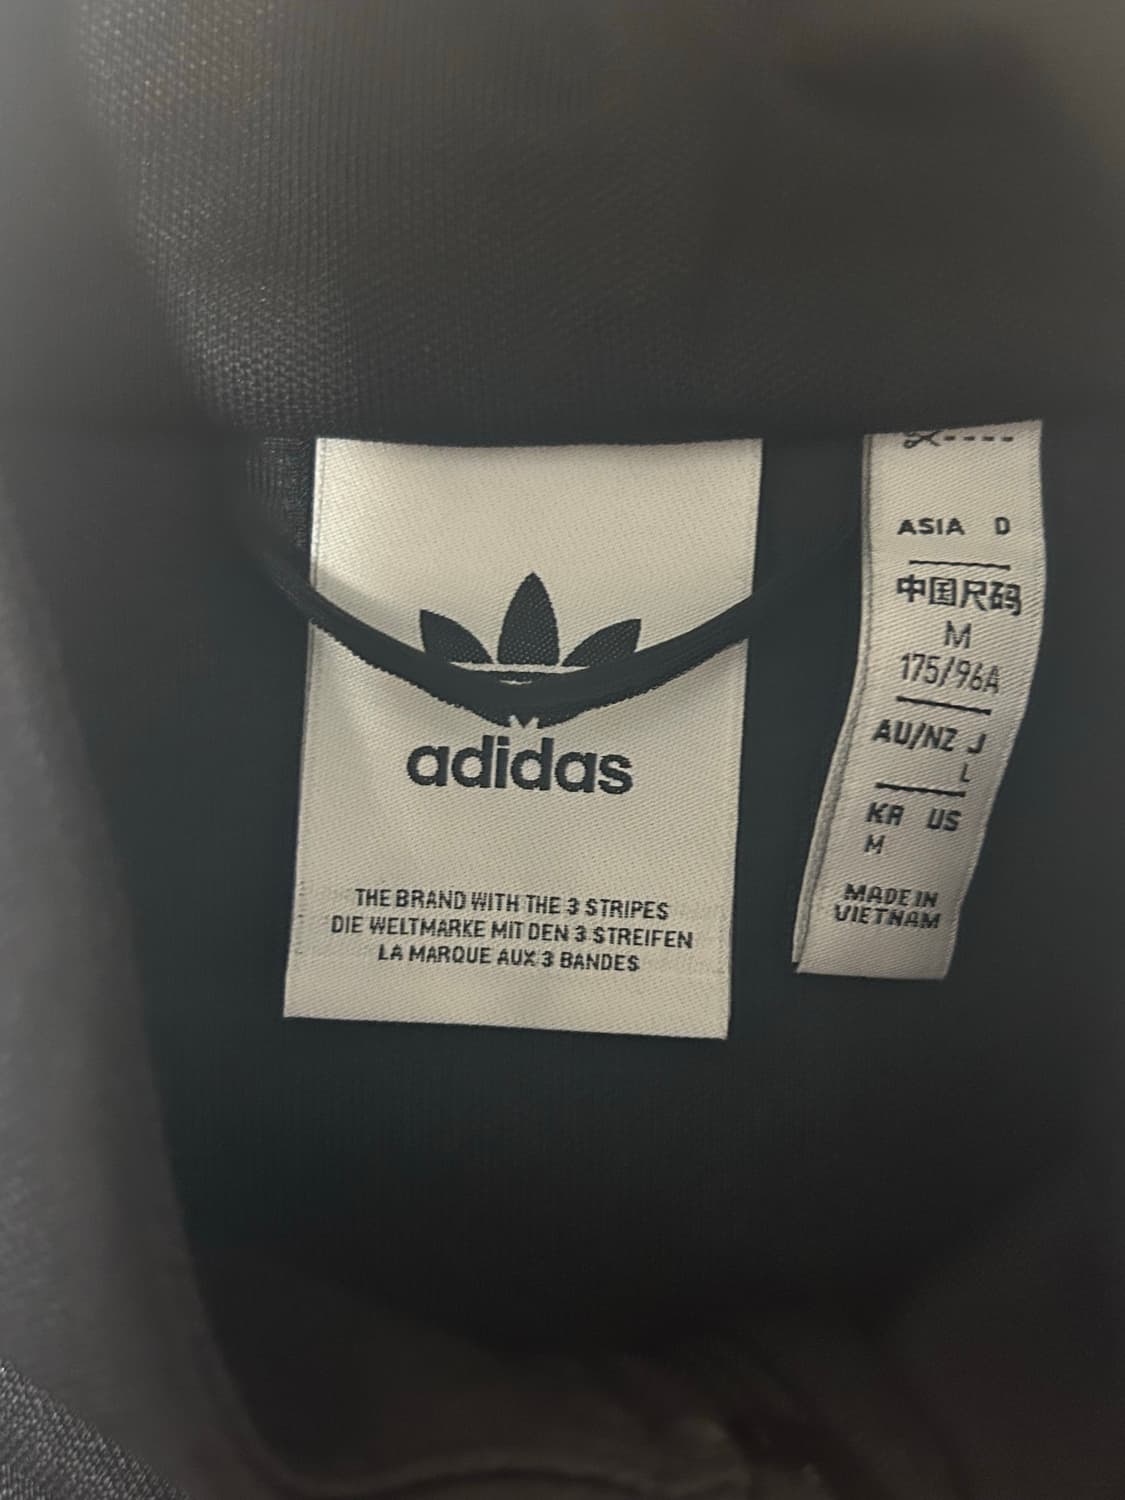 adidas
THE BRAND WITH THE 3 STRIPES
DIE WELTMARKE MIT DEN 3 STREIFEN
LA MARQUE AUX 3 BANDES
ASIA D
中国尺码
M
175/96A
AU/NZ J
L
KR US
M
MADE IN
VIETNAM